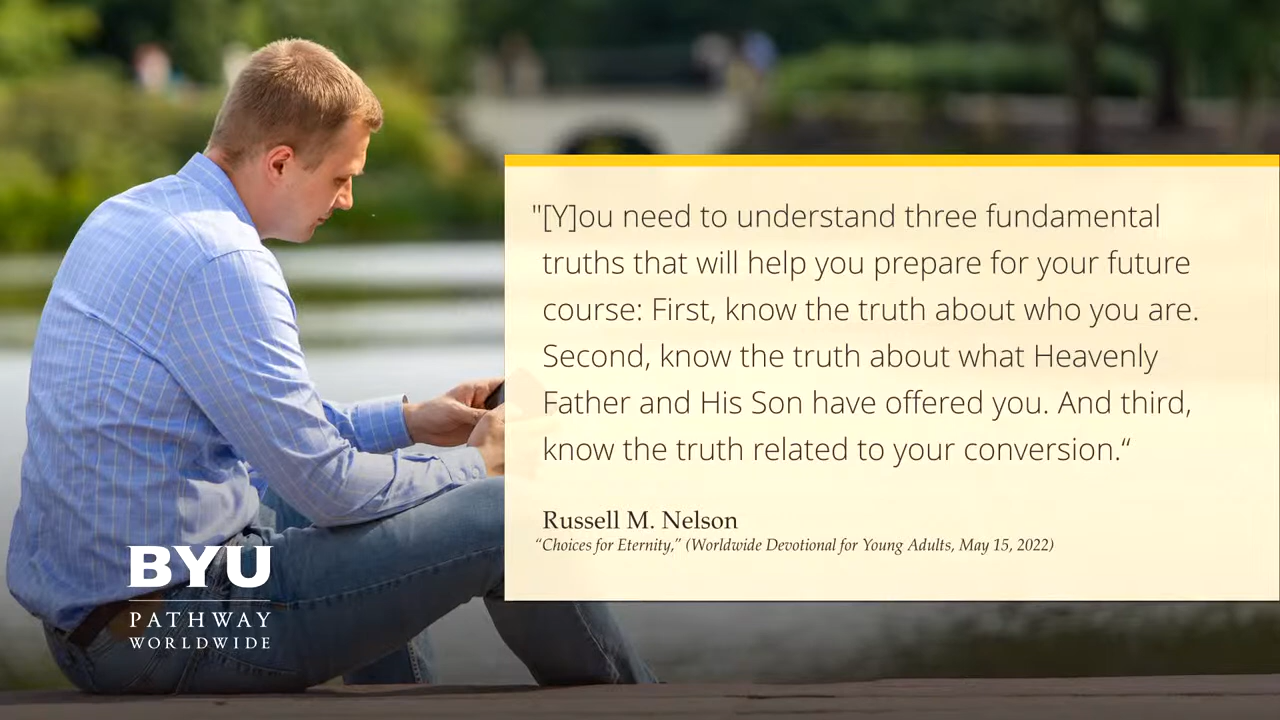 "[Y]ou need to understand three fundamental
truths that will help you prepare for your future
course: First, know the truth about who you are.
Second, know the truth about what Heavenly
Father and His Son have offered you. And third,
know the truth related to your conversion.“
Russell M. Nelson
“Choices for Eternity,” (Worldwide Devotional for Young Adults, May 15, 2022)
BYU
PATHWAY
WORLDWIDE